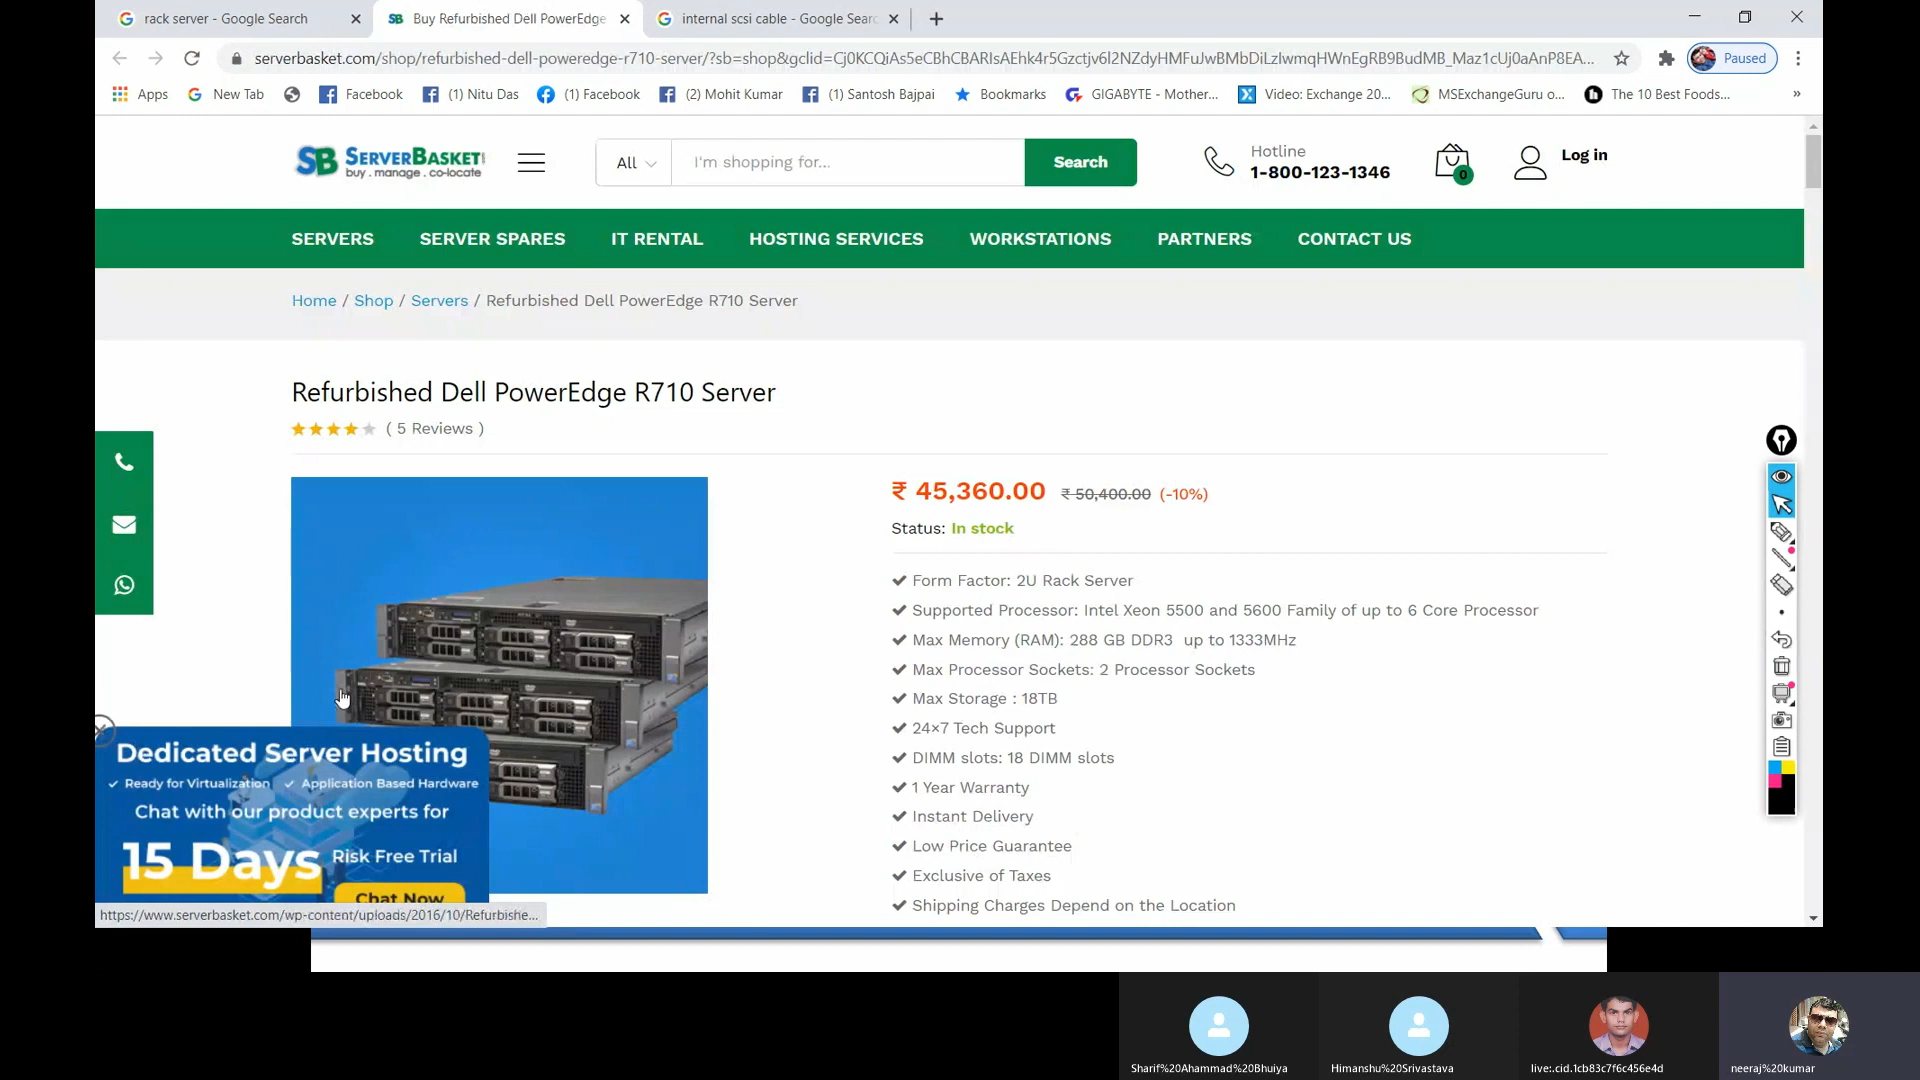 rack server - Google Search
Buy Refurbished Dell PowerEdge
internal scsi cable - Google Searc
serverbasket.com/shop/refurbished-dell-poweredge-r710-server/?sb=shop&gclid=Cj0KCQiAs5eCBhCBARIsAEhk4r5Gzctjv6l2NZdyHMFuJwBMbDiLzlwmqHWnEgRB9BudMB_Maz1cUj0aAnP8EA...
Paused
Apps
New Tab
Facebook
(1) Nitu Das
(1) Facebook
(2) Mohit Kumar
(1) Santosh Bajpai
Bookmarks
GIGABYTE - Mother...
Video: Exchange 20...
MSExchangeGuru o...
The 10 Best Foods...
»
SB SERVERBASKET
buy . manage . co-locate
All
I'm shopping for...
Search
Hotline
1-800-123-1346
0
Log in
SERVERS
SERVER SPARES
IT RENTAL
HOSTING SERVICES
WORKSTATIONS
PARTNERS
CONTACT US
Home / Shop / Servers / Refurbished Dell PowerEdge R710 Server
Refurbished Dell PowerEdge R710 Server
( 5 Reviews )
₹ 45,360.00 ₹ 50,400.00 (-10%)
Status: In stock
Form Factor: 2U Rack Server
Supported Processor: Intel Xeon 5500 and 5600 Family of up to 6 Core Processor
Max Memory (RAM): 288 GB DDR3 up to 1333MHz
Max Processor Sockets: 2 Processor Sockets
Max Storage : 18TB
24×7 Tech Support
DIMM slots: 18 DIMM slots
1 Year Warranty
Instant Delivery
Low Price Guarantee
Exclusive of Taxes
Shipping Charges Depend on the Location
Dedicated Server Hosting
Ready for Virtualization
Application Based Hardware
Chat with our product experts for
15 Days Risk Free Trial
Chat Now
https://www.serverbasket.com/wp-content/uploads/2016/10/Refurbishe...
Sharif%20Ahammad%20Bhuiya
Himanshu%20Srivastava
live:.cid.1cb83c7f6c456e4d
neeraj%20kumar